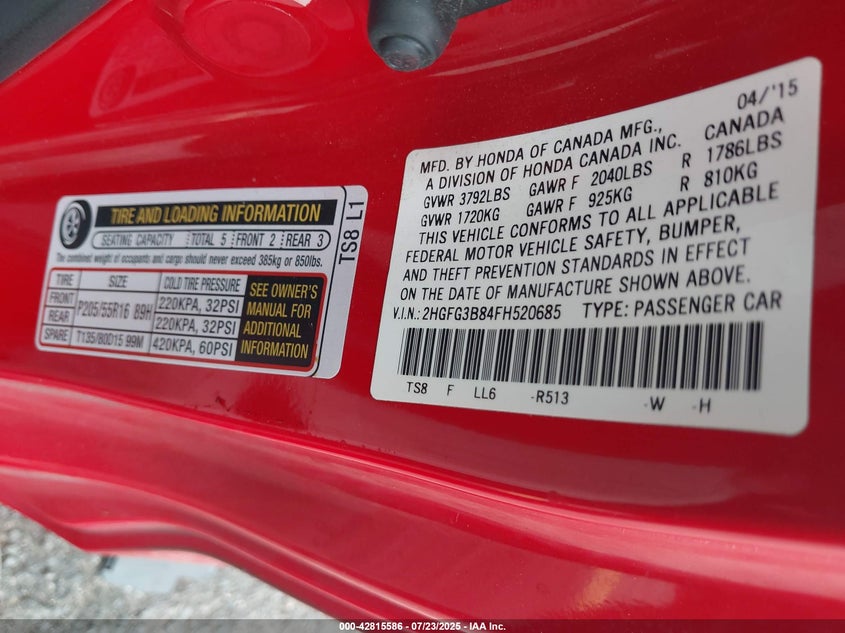 TIRE AND LOADING INFORMATION
SEATING CAPACITY TOTAL 5 FRONT 2 REAR 3
The combined weight of occupants and cargo should never exceed 385kg or 850lbs.
TIRE SIZE COLD TIRE PRESSURE
FRONT P205/55R16 89H 220KPA, 32PSI
REAR 220KPA, 32PSI
SPARE T135/80D15 99M 420KPA, 60PSI
SEE OWNER'S
MANUAL FOR
ADDITIONAL
INFORMATION
TS8 L1
04/'15
MFD. BY HONDA OF CANADA MFG., CANADA
A DIVISION OF HONDA CANADA INC.
GVWR 3792LBS GAWR F 2040LBS R 1786LBS
GVWR 1720KG GAWR F 925KG R 810KG
THIS VEHICLE CONFORMS TO ALL APPLICABLE
FEDERAL MOTOR VEHICLE SAFETY, BUMPER,
AND THEFT PREVENTION STANDARDS IN EFFECT
ON THE DATE OF MANUFACTURE SHOWN ABOVE.
V.I.N.: 2HGFG3B84FH520685 TYPE: PASSENGER CAR
TS8 F LL6 -R513 -W -H
000-42815586 - 07/23/2025 - IAA Inc.